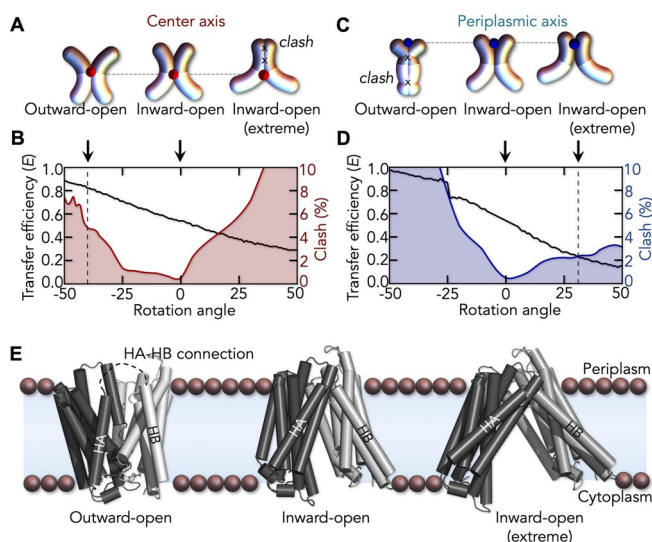 A
Center axis
clash
x
x
Outward-open Inward-open Inward-open
(extreme)
C
Periplasmic axis
x
clash
x
Outward-open Inward-open Inward-open
(extreme)
B
Transfer efficiency (E)
1.0
0.8
0.6
0.4
0.2
0
-50 -25 0 25 50
Rotation angle
10
8
6
4
2
0
Clash (%)
D
Transfer efficiency (E)
1.0
0.8
0.6
0.4
0.2
0
-50 -25 0 25 50
Rotation angle
10
8
6
4
2
0
Clash (%)
E
HA-HB connection
Periplasm
HA HB HA HB HA HB
Cytoplasm
Outward-open Inward-open Inward-open
(extreme)